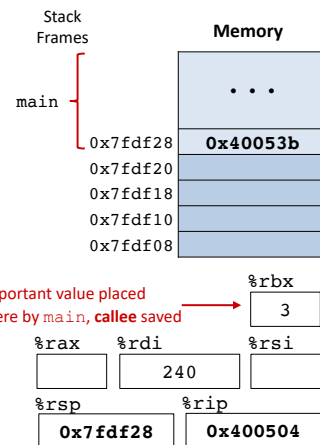 Stack
Frames
Memory
. . .
main
0x7fdf28
0x40053b
0x7fdf20
0x7fdf18
0x7fdf10
0x7fdf08
%rbx
portant value placed
ere by main, callee saved
3
%rax
%rdi
%rsi
240
%rsp
%rip
0x7fdf28
0x400504